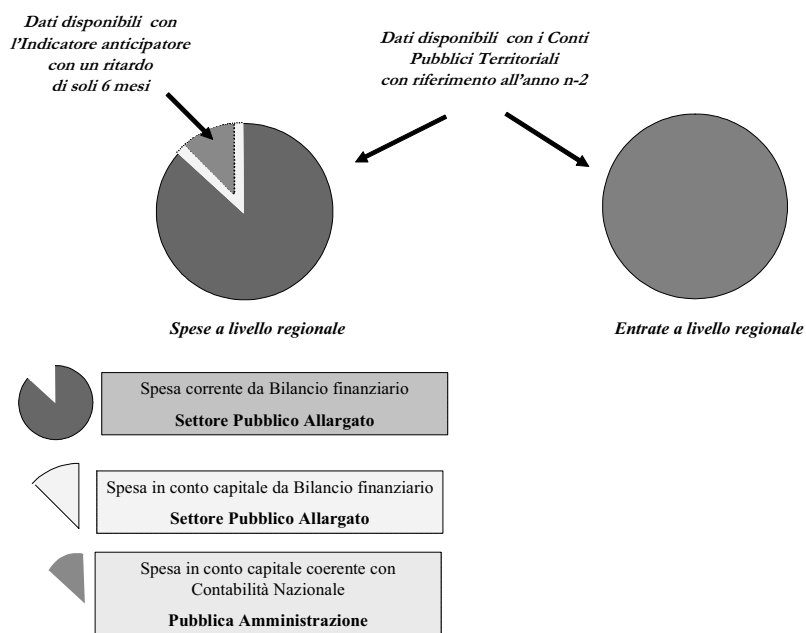 Dati disponibili con
l'Indicatore anticipatore
con un ritardo
di soli 6 mesi
Dati disponibili con i Conti
Pubblici Territoriali
con riferimento all'anno n-2
Spese a livello regionale
Entrate a livello regionale
Spesa corrente da Bilancio finanziario
Settore Pubblico Allargato
Spesa in conto capitale da Bilancio finanziario
Settore Pubblico Allargato
Spesa in conto capitale coerente con
Contabilità Nazionale
Pubblica Amministrazione